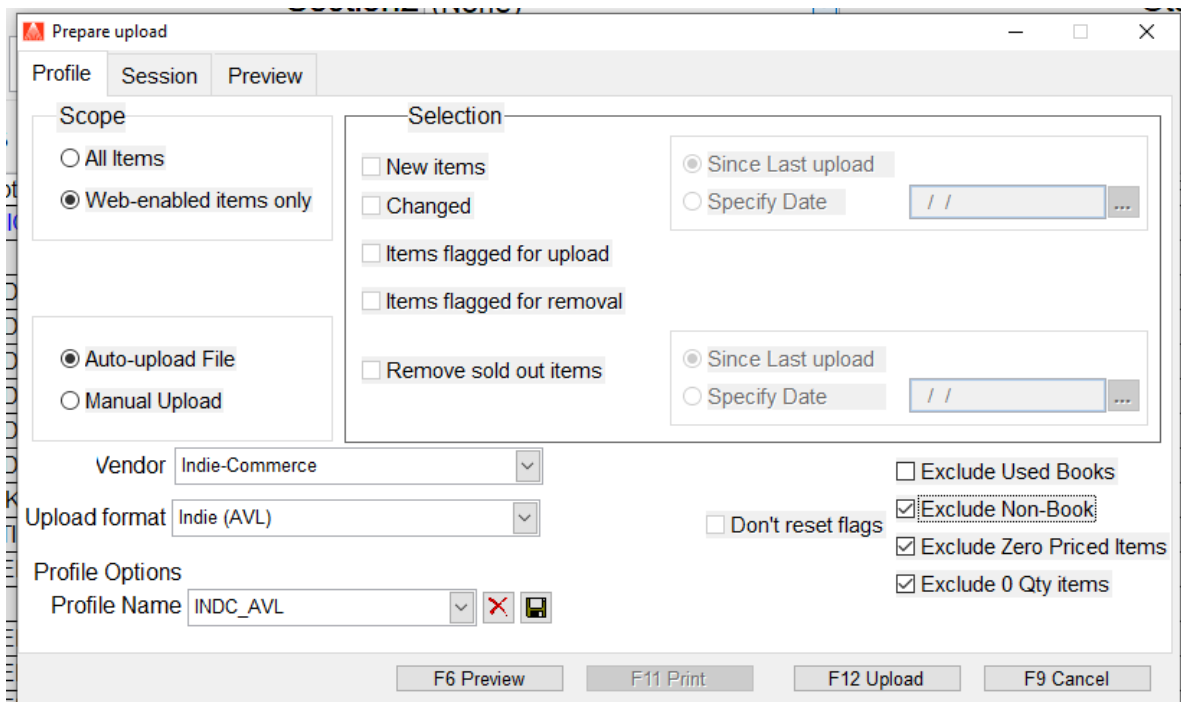 Section2 (None)
Prepare upload
Profile Session Preview
Scope
All Items
Web-enabled items only
Selection
New items
Changed
Items flagged for upload
Items flagged for removal
Remove sold out items
Since Last upload
Specify Date / / ...
Since Last upload
Specify Date / / ...
Auto-upload File
Manual Upload
Vendor Indie-Commerce
Upload format Indie (AVL)
Profile Options
Profile Name INDC_AVL
Don't reset flags
Exclude Used Books
Exclude Non-Book
Exclude Zero Priced Items
Exclude 0 Qty items
F6 Preview F11 Print F12 Upload F9 Cancel